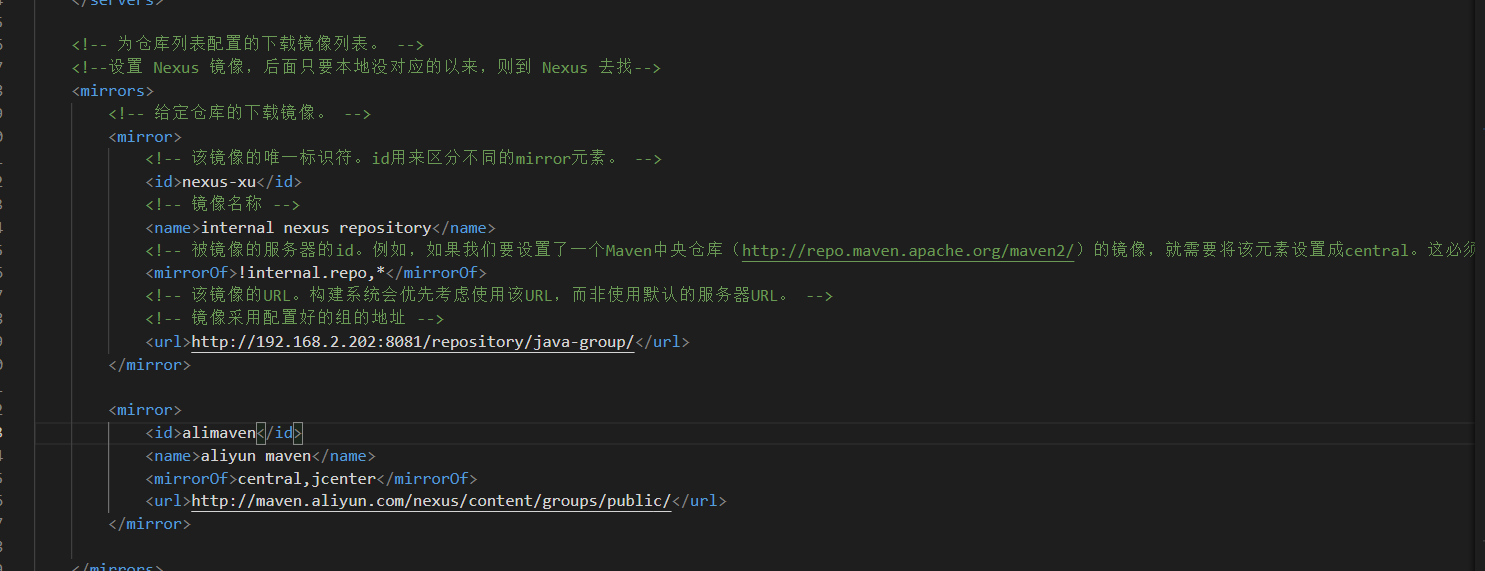 </servers>
<!-- 为仓库列表配置的下载镜像列表。 -->
<!--设置 Nexus 镜像，后面只要本地没对应的以来，则到 Nexus 去找-->
<mirrors>
<!-- 给定仓库的下载镜像。 -->
<mirror>
<!-- 该镜像的唯一标识符。id用来区分不同的mirror元素。 -->
<id>nexus-xu</id>
<!-- 镜像名称 -->
<name>internal nexus repository</name>
<!-- 被镜像的服务器的id。例如，如果我们要设置了一个Maven中央仓库（http://repo.maven.apache.org/maven2/）的镜像，就需要将该元素设置成central。这必须
<mirrorOf>!internal.repo,*</mirrorOf>
<!-- 该镜像的URL。构建系统会优先考虑使用该URL，而非使用默认的服务器URL。 -->
<!-- 镜像采用配置好的组的地址 -->
<url>http://192.168.2.202:8081/repository/java-group/</url>
</mirror>
<mirror>
<id>alimaven</id>
<name>aliyun maven</name>
<mirrorOf>central,jcenter</mirrorOf>
<url>http://maven.aliyun.com/nexus/content/groups/public/</url>
</mirror>
</mirrors>